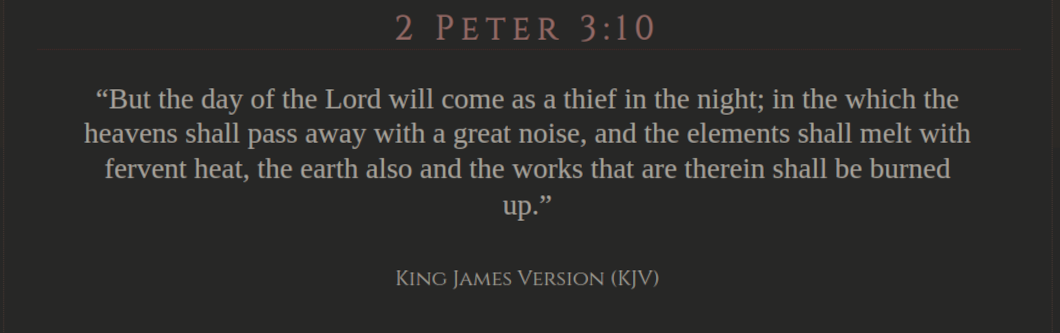 2 Peter 3:10
“But the day of the Lord will come as a thief in the night; in the which the
heavens shall pass away with a great noise, and the elements shall melt with
fervent heat, the earth also and the works that are therein shall be burned
up.”
King James Version (KJV)